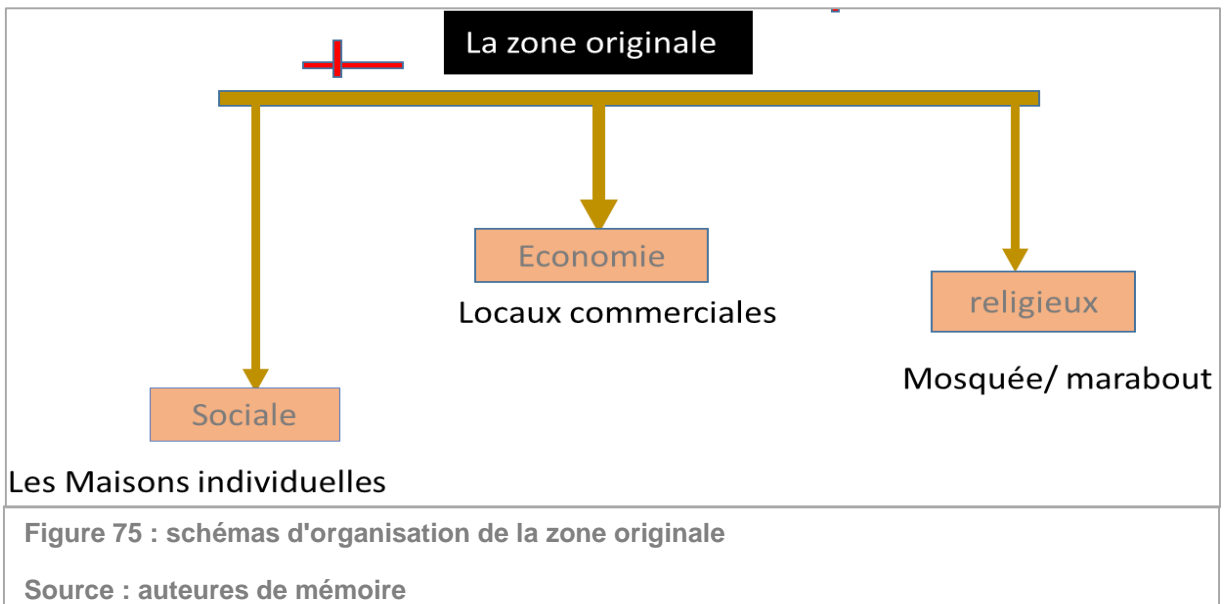 La zone originale
Economie
Locaux commerciales
religieux
Mosquée/ marabout
Sociale
Les Maisons individuelles
Figure 75 : schémas d'organisation de la zone originale
Source : auteures de mémoire